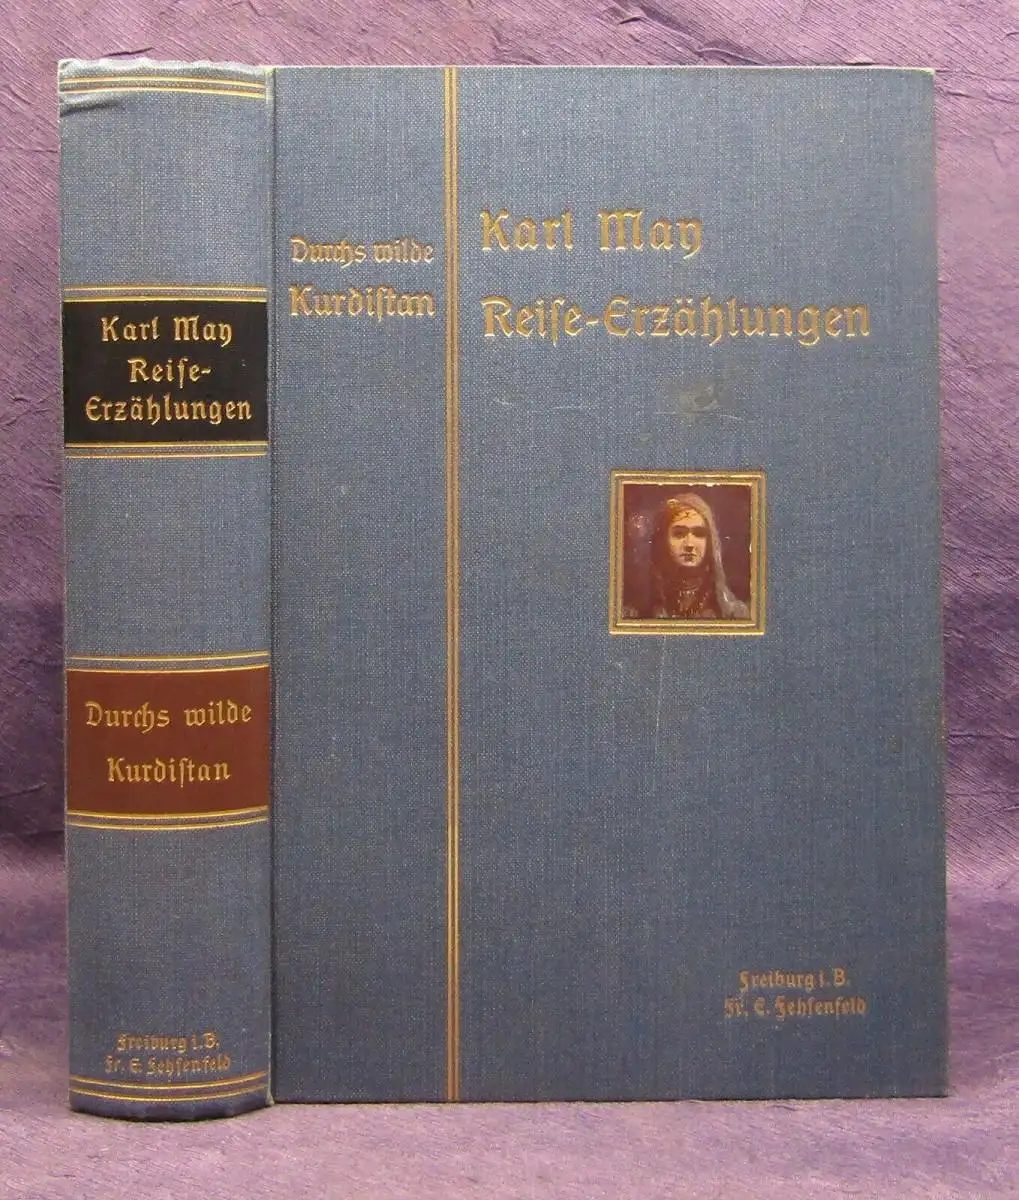 Karl May
Reise-
Erzählungen
Durchs wilde
Kurdiſtan
Freiburg i. B.
Fr. E. Fehſenfeld
Durchs wilde
Kurdiſtan
Karl May
Reiſe-Erzählungen
Freiburg i. B.
Fr. E. Fehſenfeld